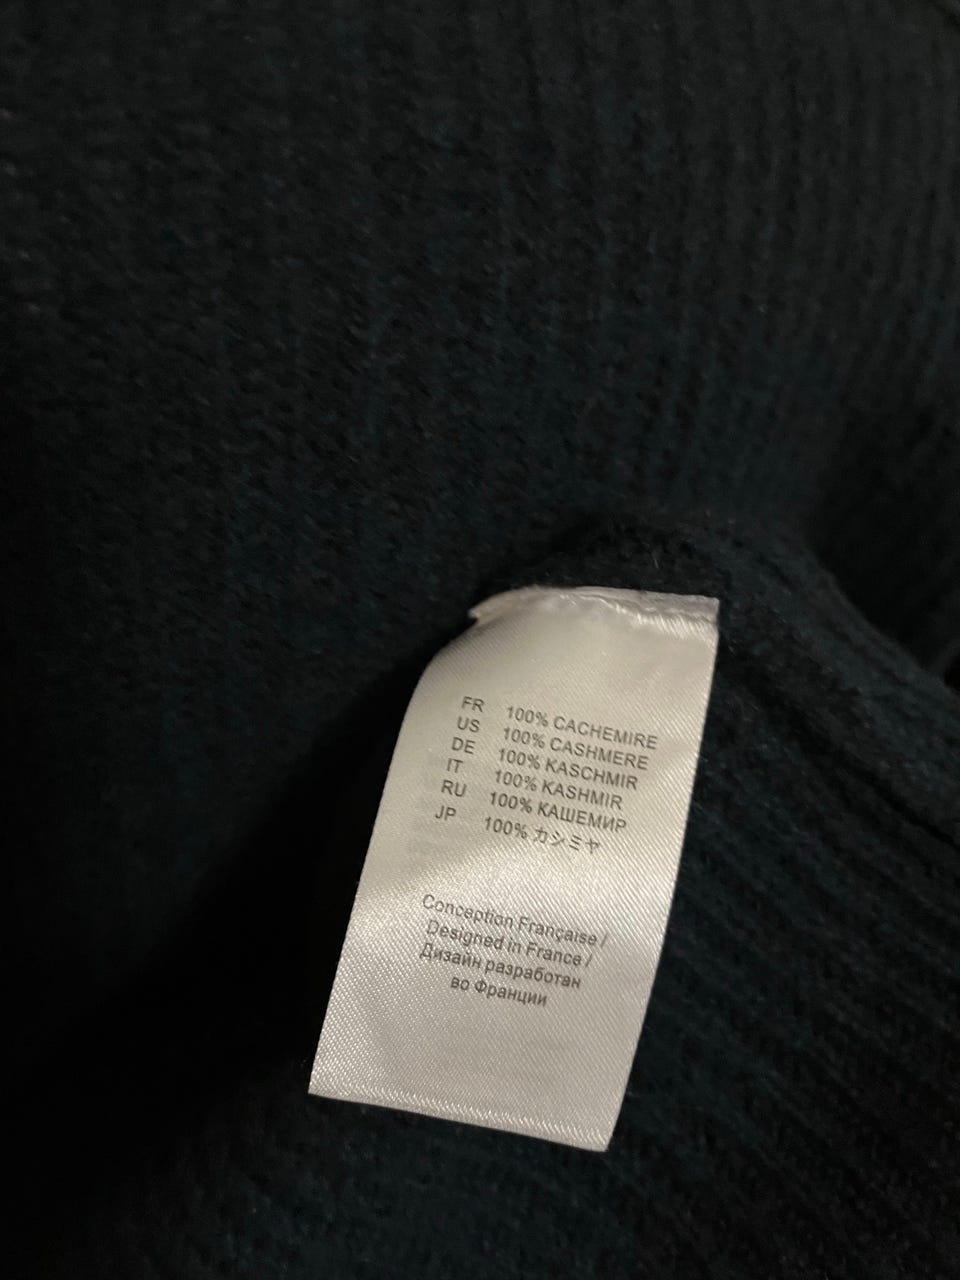 FR 100% CACHEMIRE
US 100% CASHMERE
DE 100% KASCHMIR
IT 100% KASHMIR
RU 100% КАШЕМИР
JP 100% カシミヤ
Conception Française /
Designed in France /
Дизайн разработан
во Франции